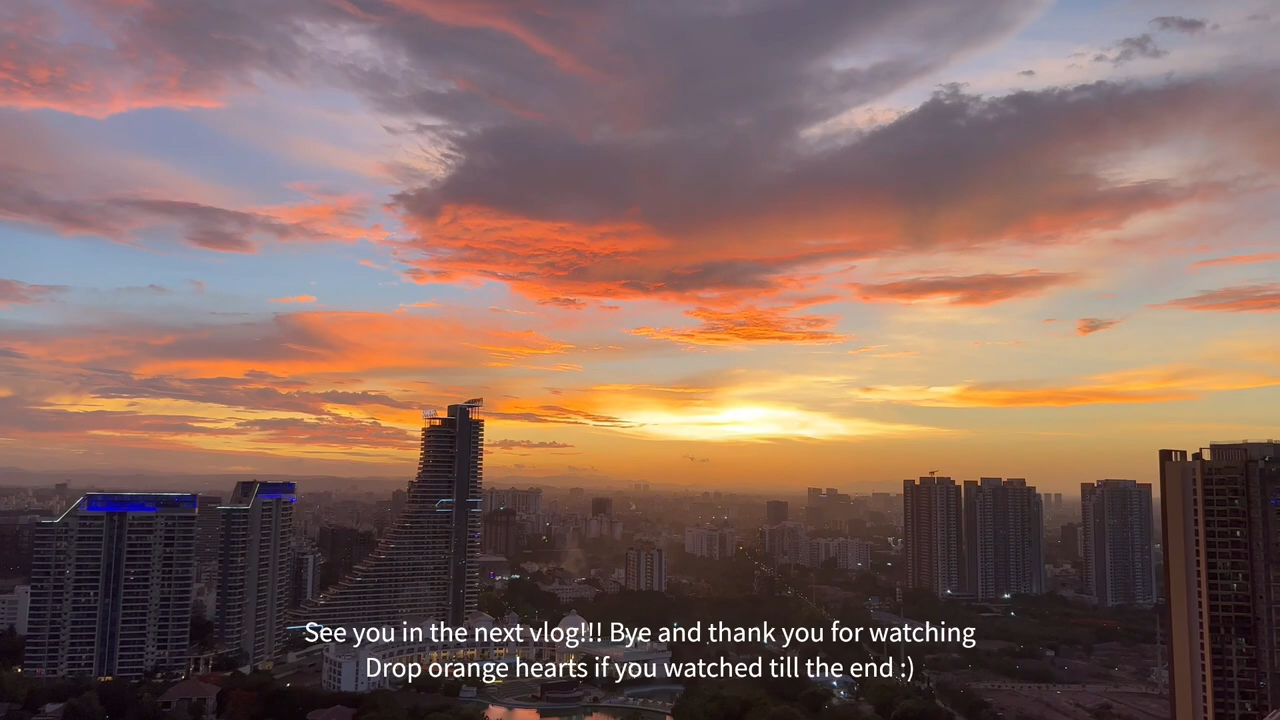 See you in the next vlog!!! Bye and thank you for watching
Drop orange hearts if you watched till the end :)